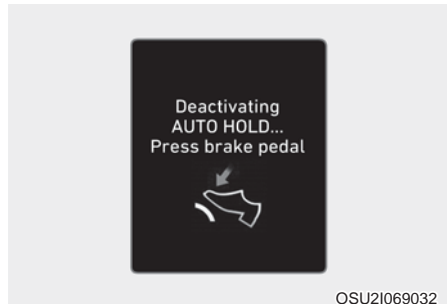 Deactivating
AUTO HOLD...
Press brake pedal
OSU2I069032